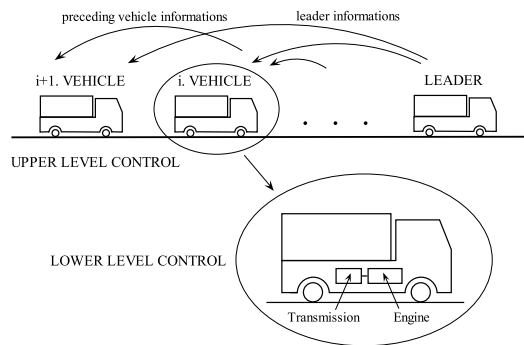 preceding vehicle informations
leader informations
i+1. VEHICLE
i. VEHICLE
LEADER
. . .
UPPER LEVEL CONTROL
LOWER LEVEL CONTROL
Transmission
Engine